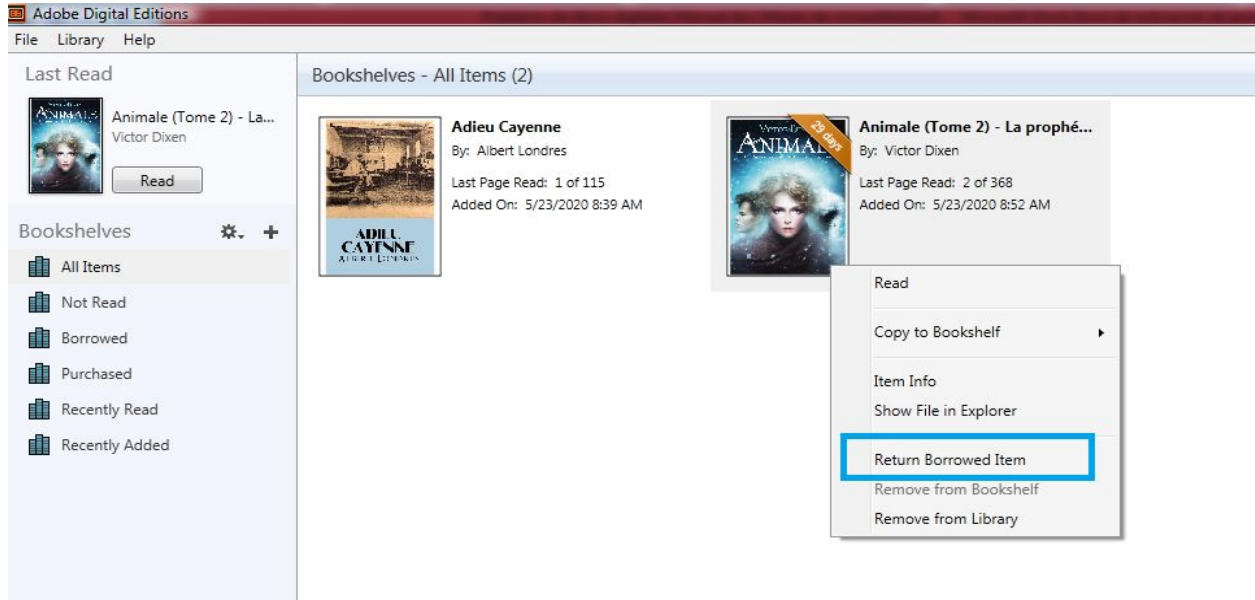 Adobe Digital Editions
File Library Help
Last Read
ANIMALE
Animale (Tome 2) - La...
Victor Dixen
Read
Bookshelves
All Items
Not Read
Borrowed
Purchased
Recently Read
Recently Added
Bookshelves - All Items (2)
ADIEU
CAYENNE
ALBERT LONDRES
Adieu Cayenne
By: Albert Londres
Last Page Read: 1 of 115
Added On: 5/23/2020 8:39 AM
29 days
Animale (Tome 2) - La prophé...
By: Victor Dixen
Last Page Read: 2 of 368
Added On: 5/23/2020 8:52 AM
Read
Copy to Bookshelf
Item Info
Show File in Explorer
Return Borrowed Item
Remove from Bookshelf
Remove from Library